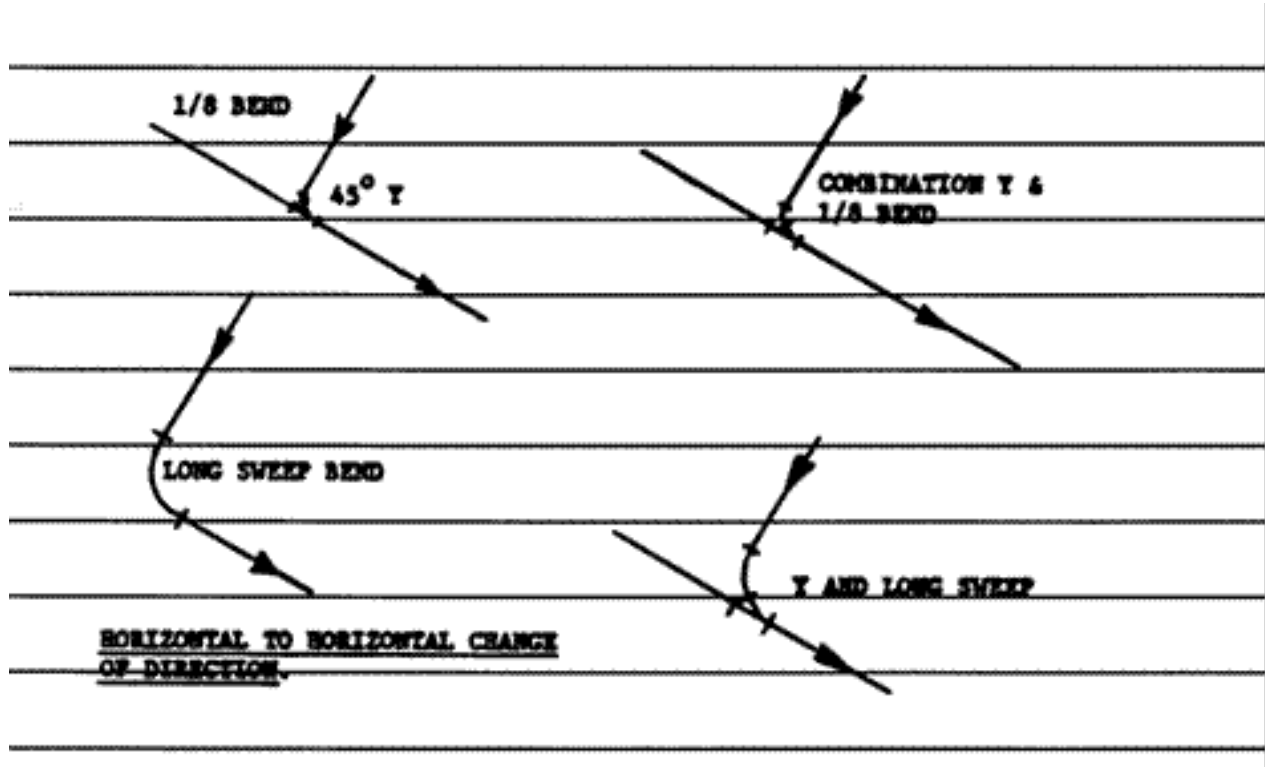 1/8 BEND
45° Y
COMBINATION Y &
1/8 BEND
LONG SWEEP BEND
Y AND LONG SWEEP
HORIZONTAL TO HORIZONTAL CHANGE
OF DIRECTION.